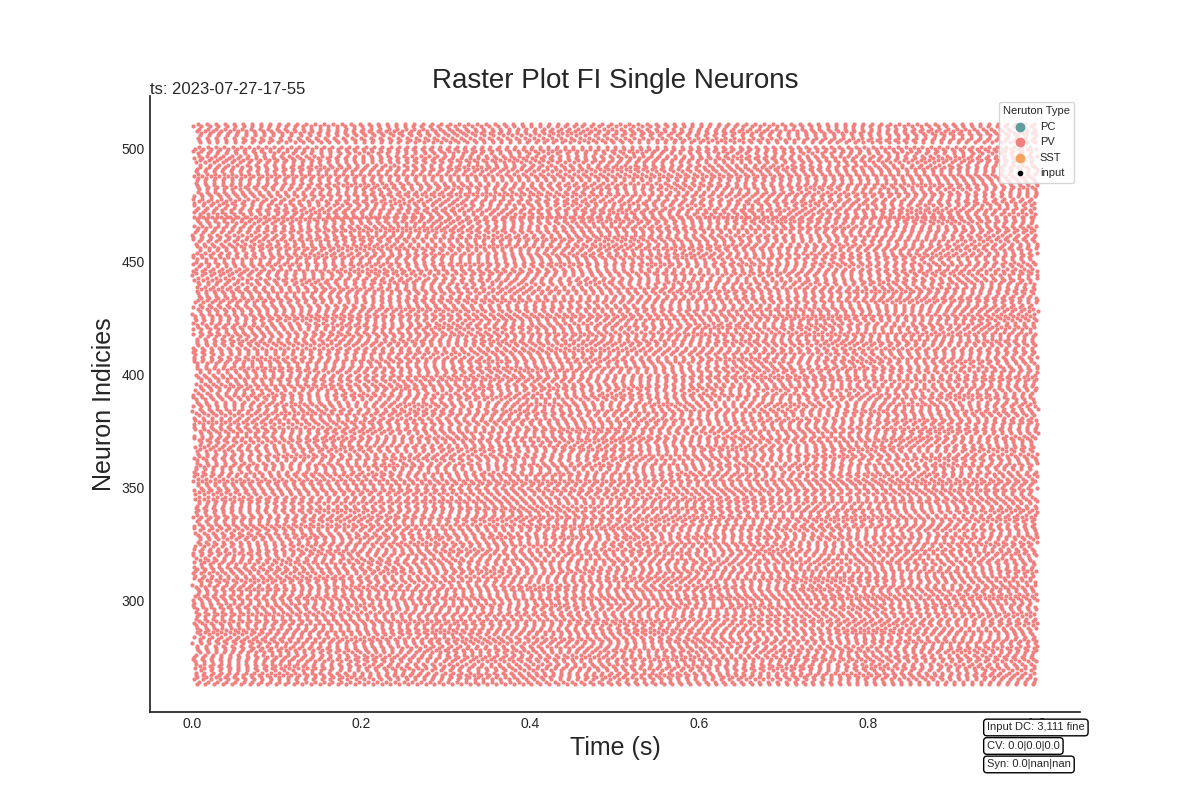 Raster Plot FI Single Neurons
ts: 2023-07-27-17-55
Neruton Type
PC
PV
SST
input
500
450
400
350
300
Neuron Indicies
0.0
0.2
0.4
0.6
0.8
Time (s)
Input DC: 3,111 fine
CV: 0.0|0.0|0.0
Syn: 0.0|nan|nan